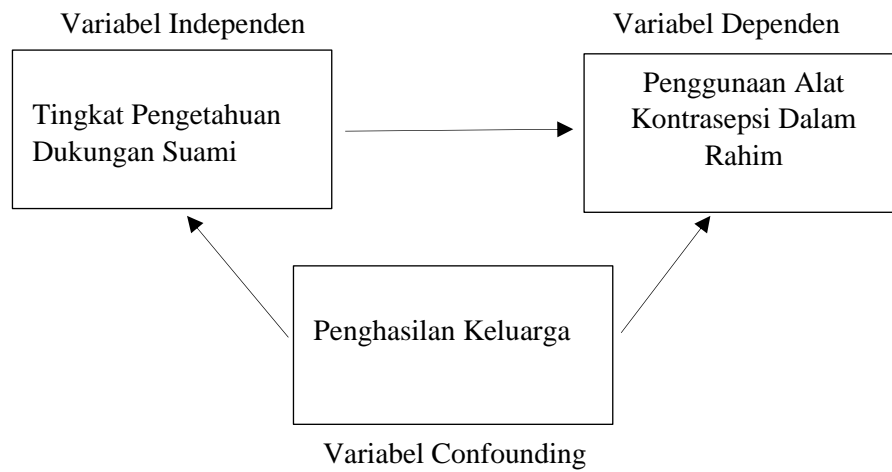 Variabel Independen
Variabel Dependen
Tingkat Pengetahuan
Dukungan Suami
Penggunaan Alat
Kontrasepsi Dalam
Rahim
Penghasilan Keluarga
Variabel Confounding